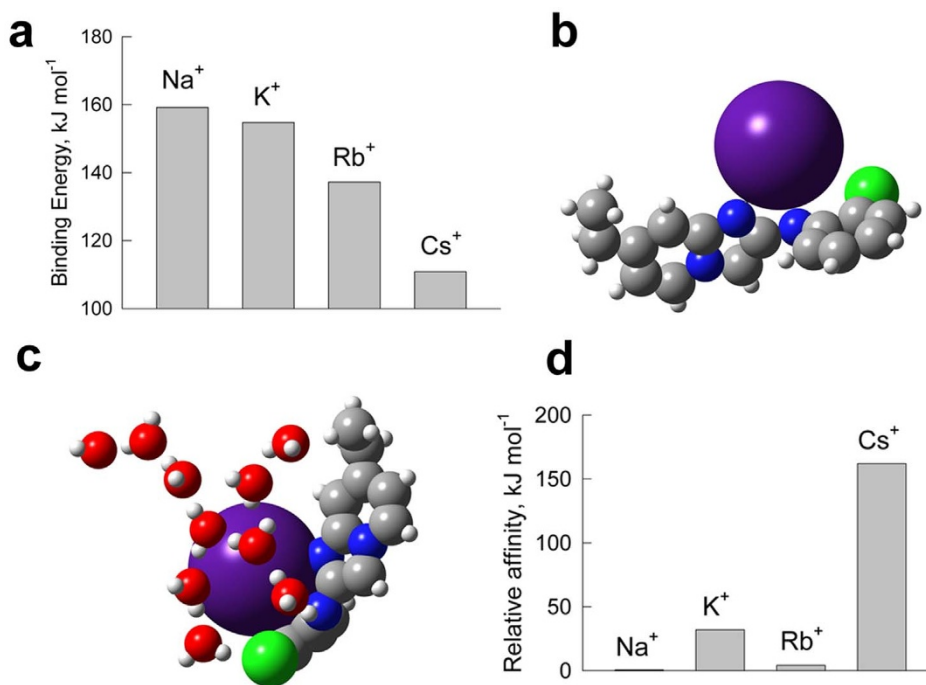 a
Binding Energy, kJ mol⁻¹
180
160
140
120
100
Na⁺
K⁺
Rb⁺
Cs⁺
b
c
d
Relative affinity, kJ mol⁻¹
200
150
100
50
0
Na⁺
K⁺
Rb⁺
Cs⁺